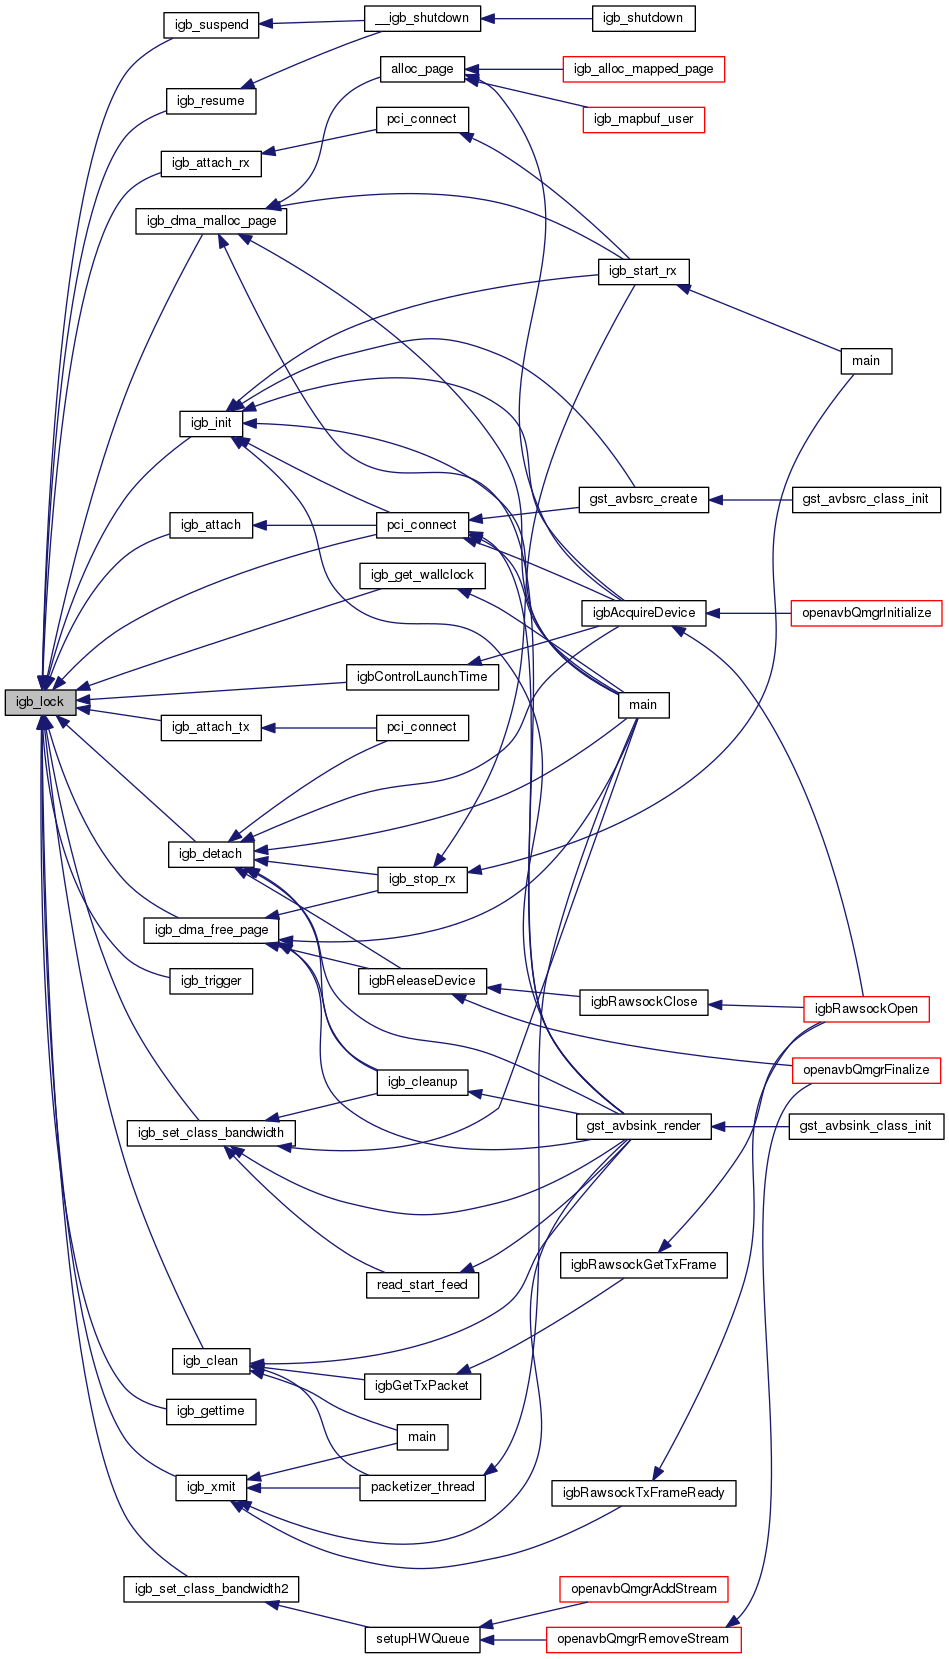 igb_suspend
__igb_shutdown
igb_shutdown
alloc_page
igb_alloc_mapped_page
igb_resume
pci_connect
igb_mapbuf_user
igb_attach_rx
igb_dma_malloc_page
igb_start_rx
main
igb_init
gst_avbsrc_create
gst_avbsrc_class_init
igb_attach
pci_connect
igb_get_wallclock
igbAcquireDevice
openavbQmgrInitialize
igbControlLaunchTime
igb_lock
main
igb_attach_tx
pci_connect
igb_detach
igb_stop_rx
igb_dma_free_page
igb_trigger
igbReleaseDevice
igbRawsockClose
igbRawsockOpen
openavbQmgrFinalize
igb_cleanup
igb_set_class_bandwidth
gst_avbsink_render
gst_avbsink_class_init
igbRawsockGetTxFrame
read_start_feed
igb_clean
igbGetTxPacket
igb_gettime
main
igb_xmit
packetizer_thread
igbRawsockTxFrameReady
igb_set_class_bandwidth2
openavbQmgrAddStream
setupHWQueue
openavbQmgrRemoveStream